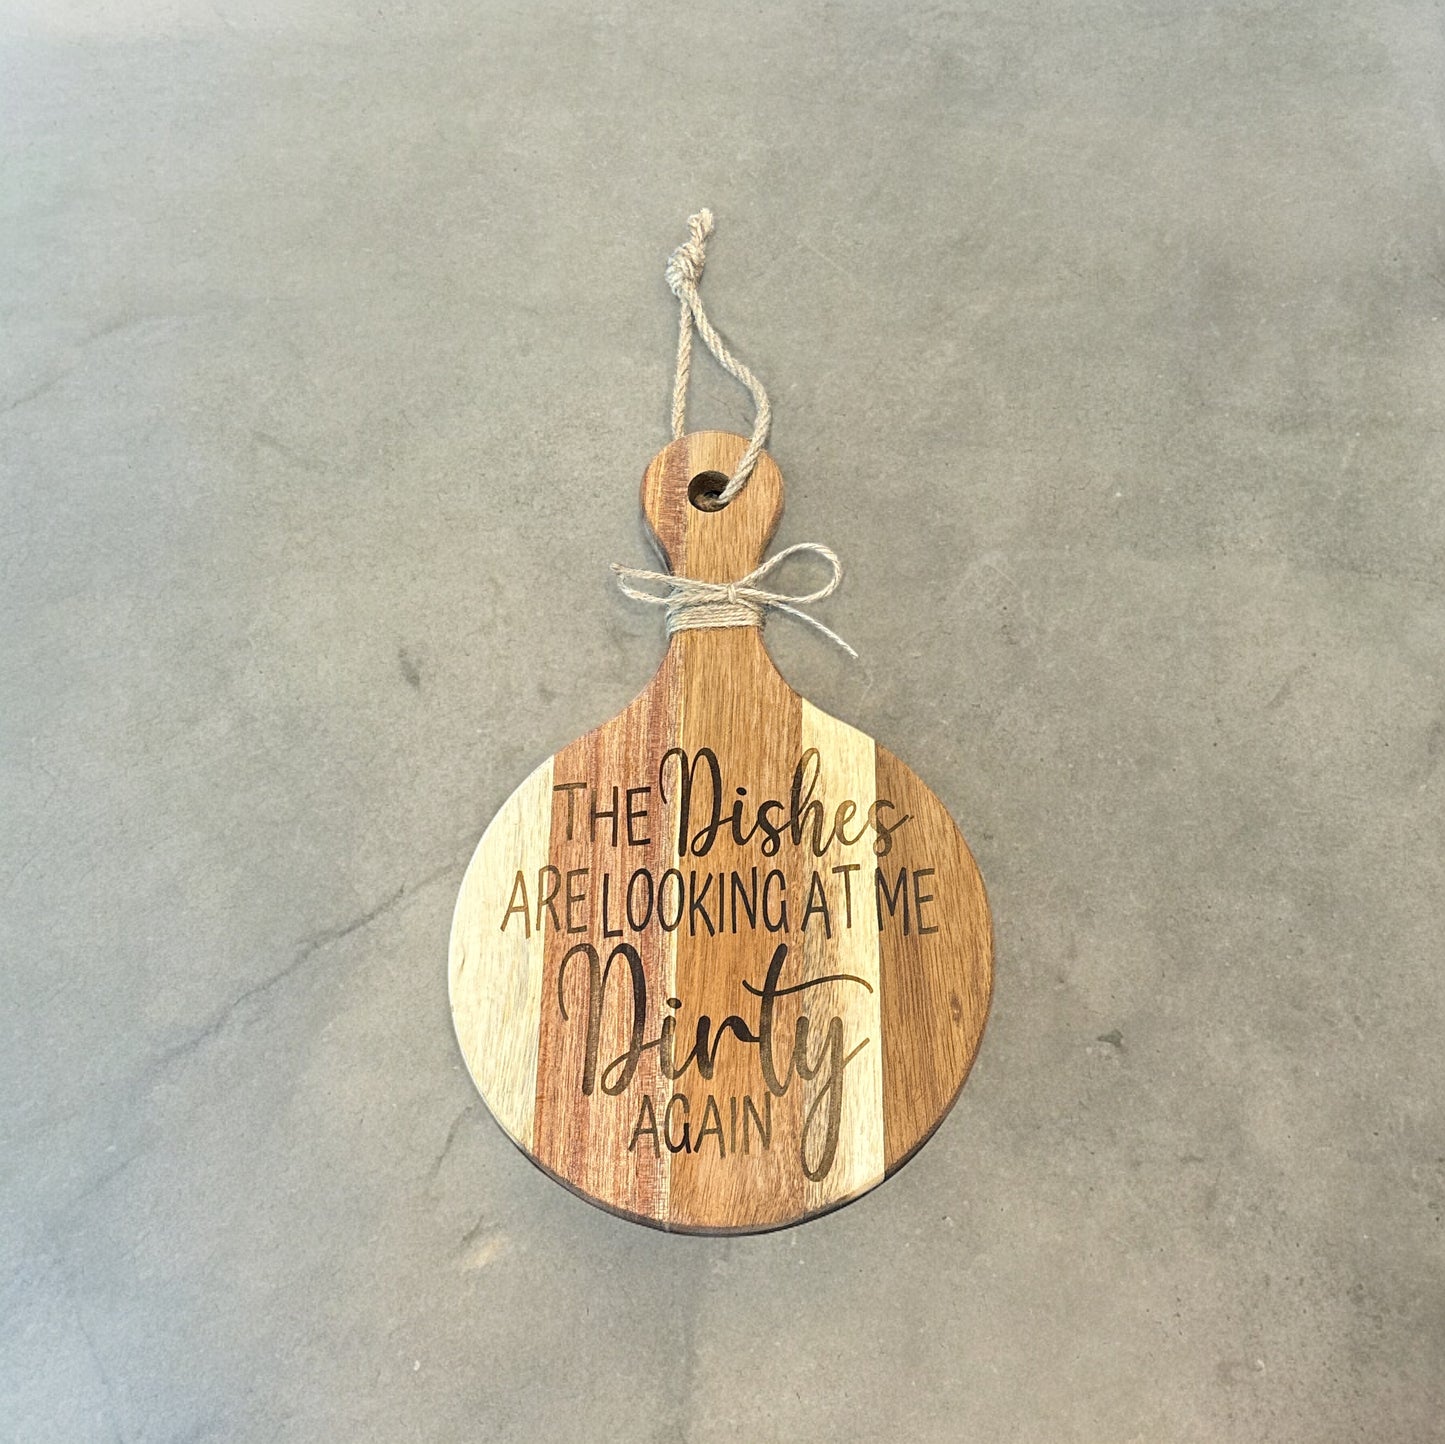 THE Dishes
ARE LOOKING AT ME
Dirty
AGAIN